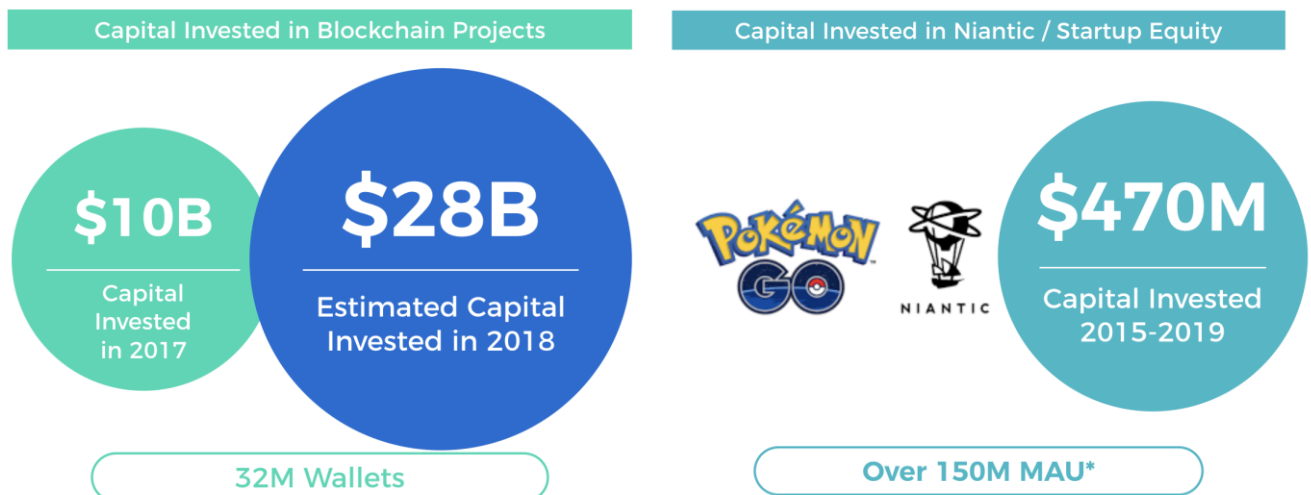 Capital Invested in Blockchain Projects
$10B
Capital
Invested
in 2017
$28B
Estimated Capital
Invested in 2018
32M Wallets
Capital Invested in Niantic / Startup Equity
POKéMON
™
GO
NIANTIC
$470M
Capital Invested
2015-2019
Over 150M MAU*